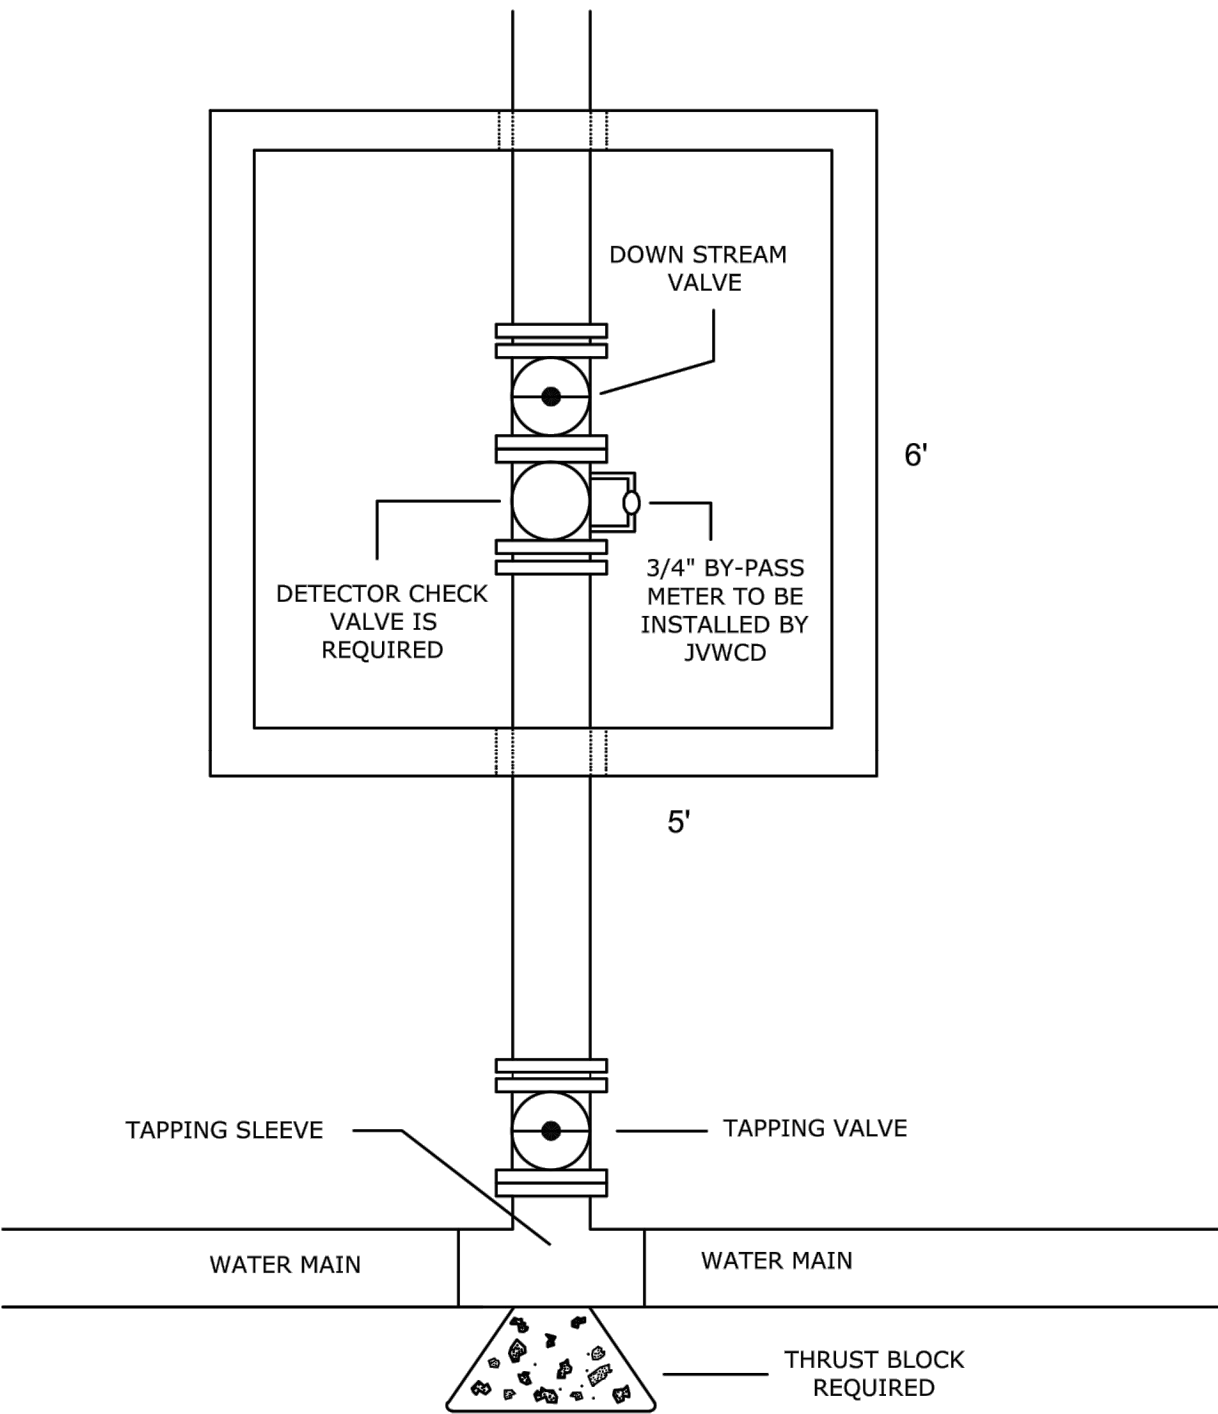 DOWN STREAM
VALVE
6'
DETECTOR CHECK
VALVE IS
REQUIRED
3/4" BY-PASS
METER TO BE
INSTALLED BY
JVWCD
5'
TAPPING SLEEVE
TAPPING VALVE
WATER MAIN
WATER MAIN
THRUST BLOCK
REQUIRED